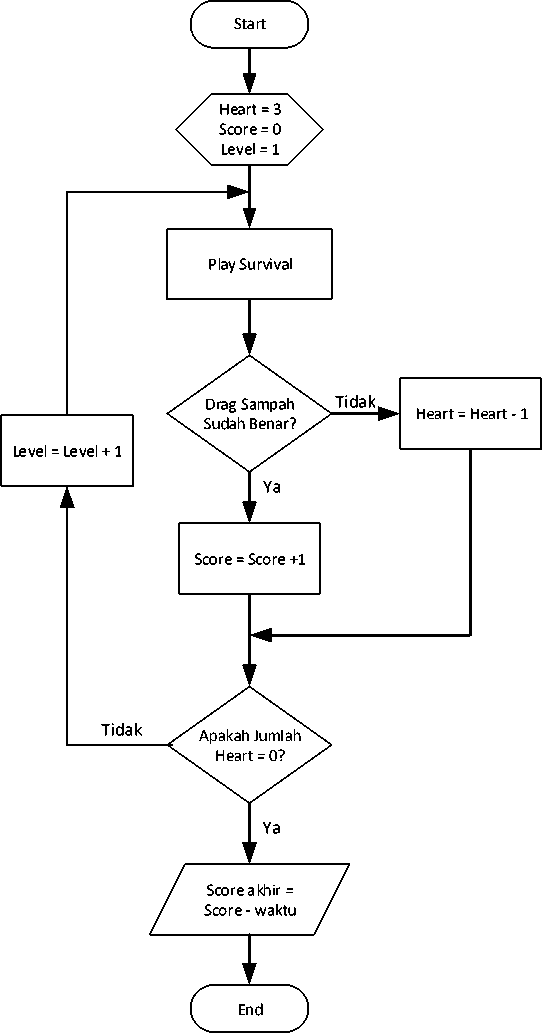 Start
Heart = 3
Score = 0
Level = 1
Play Survival
Drag Sampah
Sudah Benar?
Tidak
Heart = Heart - 1
Level = Level + 1
Ya
Score = Score +1
Tidak
Apakah Jumlah
Heart = 0?
Ya
Score akhir =
Score - waktu
End